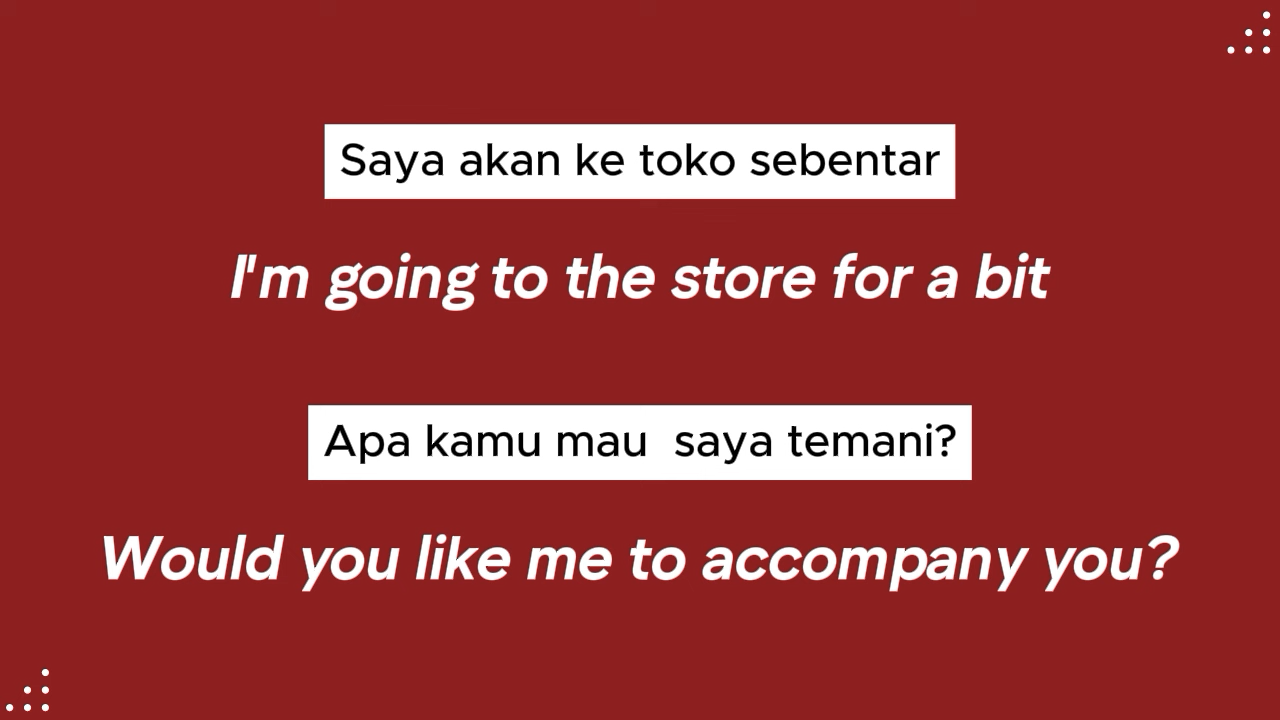 Saya akan ke toko sebentar
I'm going to the store for a bit
Apa kamu mau  saya temani?
Would you like me to accompany you?